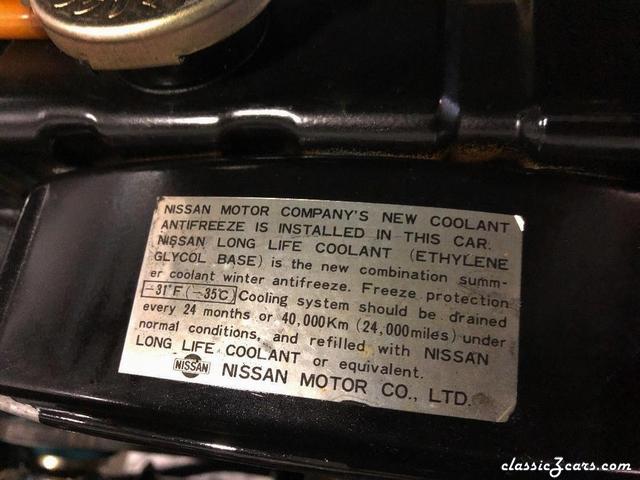 NISSAN MOTOR COMPANY'S NEW COOLANT
ANTIFREEZE IS INSTALLED IN THIS CAR.
NISSAN LONG LIFE COOLANT (ETHYLENE
GLYCOL BASE) is the new combination summ-
er coolant winter antifreeze. Freeze protection
-31°F (-35℃) Cooling system should be drained
every 24 months or 40,000Km (24,000miles) under
normal conditions, and refilled with NISSAN
LONG LIFE COOLANT or equivalent.
NISSAN NISSAN MOTOR CO., LTD.
classicZcars.com